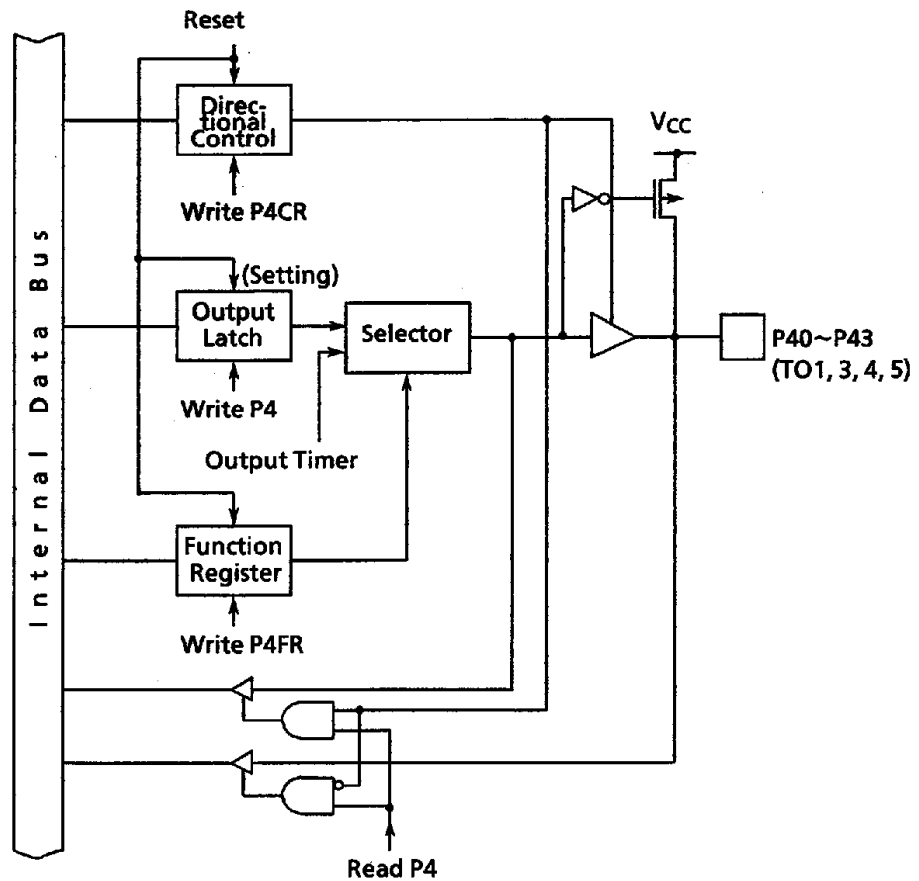 Reset
Direc-
tional
Control
VCC
Write P4CR
Internal Data Bus
(Setting)
Output
Latch
Selector
P40~P43
(TO1, 3, 4, 5)
Write P4
Output Timer
Function
Register
Write P4FR
Read P4